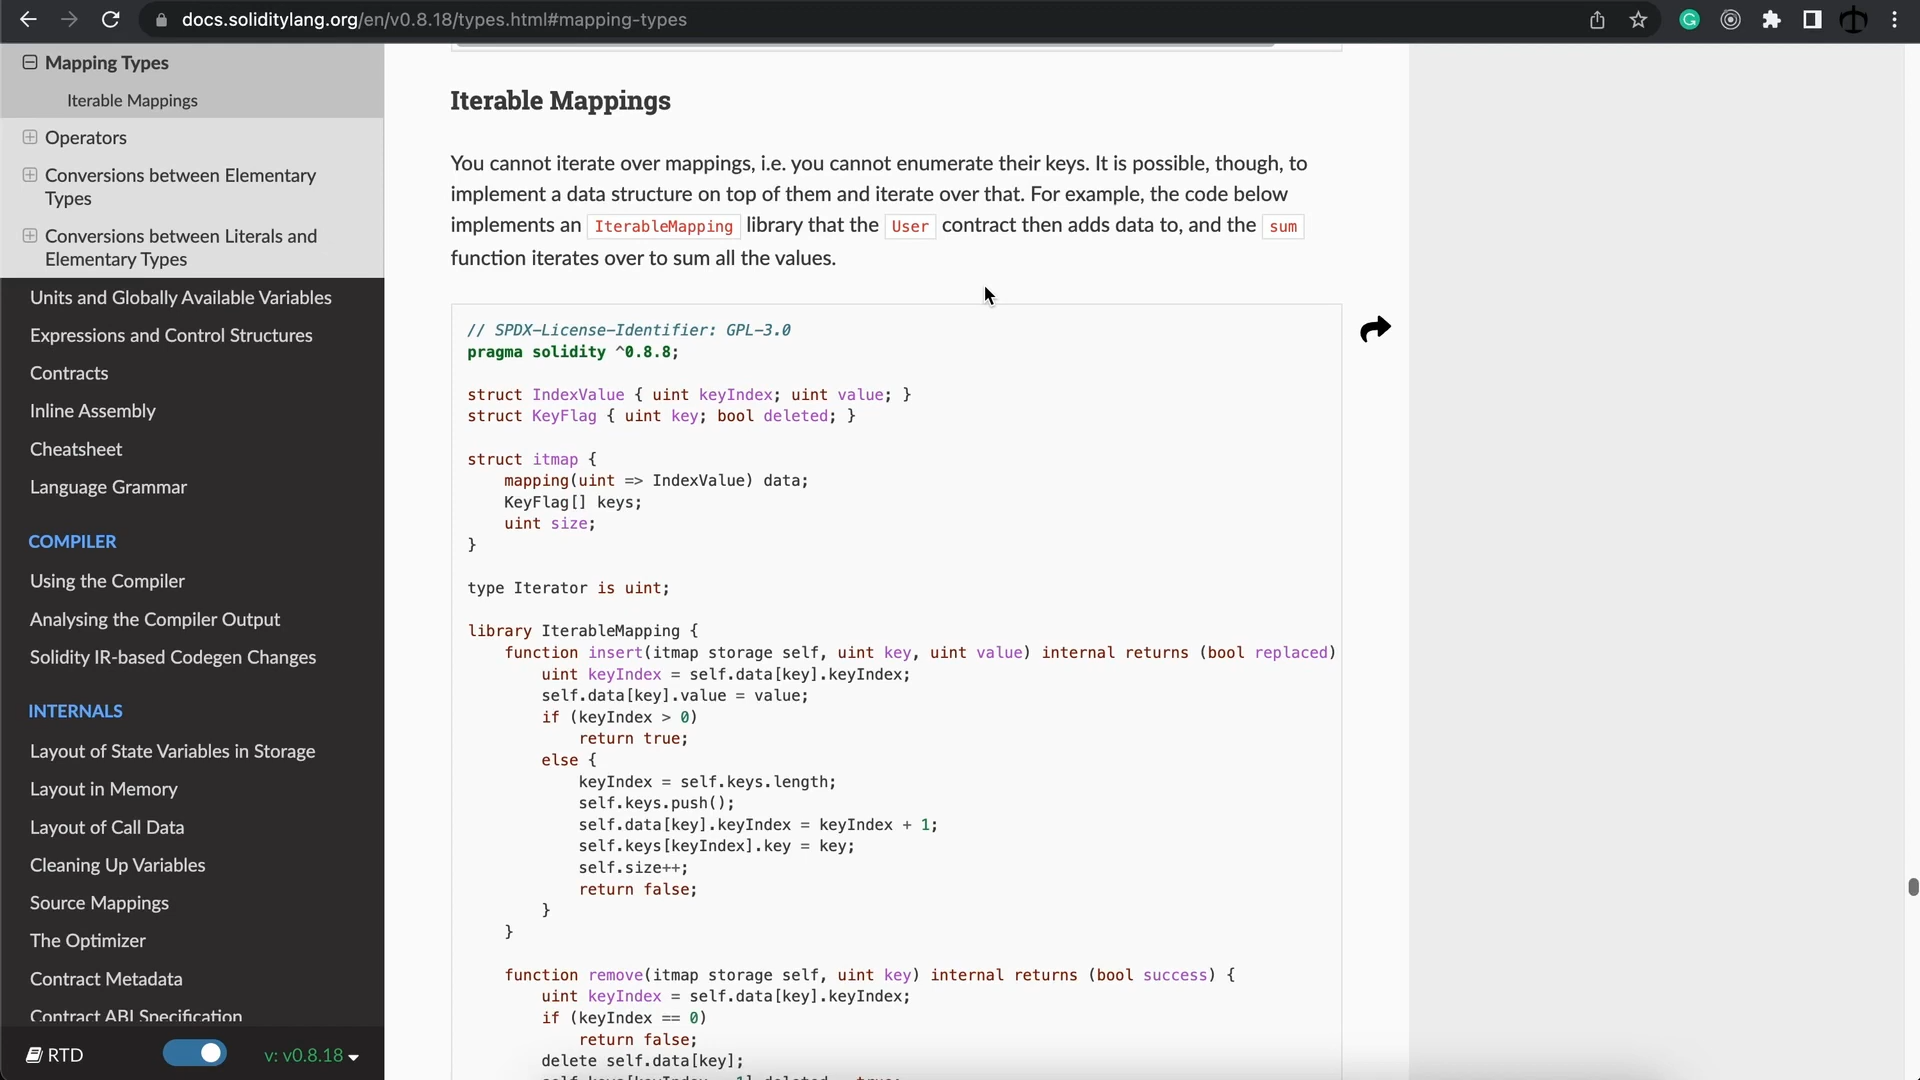 docs.soliditylang.org/en/v0.8.18/types.html#mapping-types
Mapping Types
Iterable Mappings
Operators
Conversions between Elementary
Types
Conversions between Literals and
Elementary Types
Units and Globally Available Variables
Expressions and Control Structures
Contracts
Inline Assembly
Cheatsheet
Language Grammar
COMPILER
Using the Compiler
Analysing the Compiler Output
Solidity IR-based Codegen Changes
INTERNALS
Layout of State Variables in Storage
Layout in Memory
Layout of Call Data
Cleaning Up Variables
Source Mappings
The Optimizer
Contract Metadata
Contract ABI Specification
RTD
v: v0.8.18
Iterable Mappings
You cannot iterate over mappings, i.e. you cannot enumerate their keys. It is possible, though, to
implement a data structure on top of them and iterate over that. For example, the code below
implements an IterableMapping library that the User contract then adds data to, and the sum
function iterates over to sum all the values.
// SPDX-License-Identifier: GPL-3.0
pragma solidity ^0.8.8;
struct IndexValue { uint keyIndex; uint value; }
struct KeyFlag { uint key; bool deleted; }
struct itmap {
mapping(uint => IndexValue) data;
KeyFlag[] keys;
uint size;
}
type Iterator is uint;
library IterableMapping {
function insert(itmap storage self, uint key, uint value) internal returns (bool replaced)
uint keyIndex = self.data[key].keyIndex;
self.data[key].value = value;
if (keyIndex > 0)
return true;
else {
keyIndex = self.keys.length;
self.keys.push();
self.data[key].keyIndex = keyIndex + 1;
self.keys[keyIndex].key = key;
self.size++;
return false;
}
}
function remove(itmap storage self, uint key) internal returns (bool success) {
uint keyIndex = self.data[key].keyIndex;
if (keyIndex == 0)
return false;
delete self.data[key];